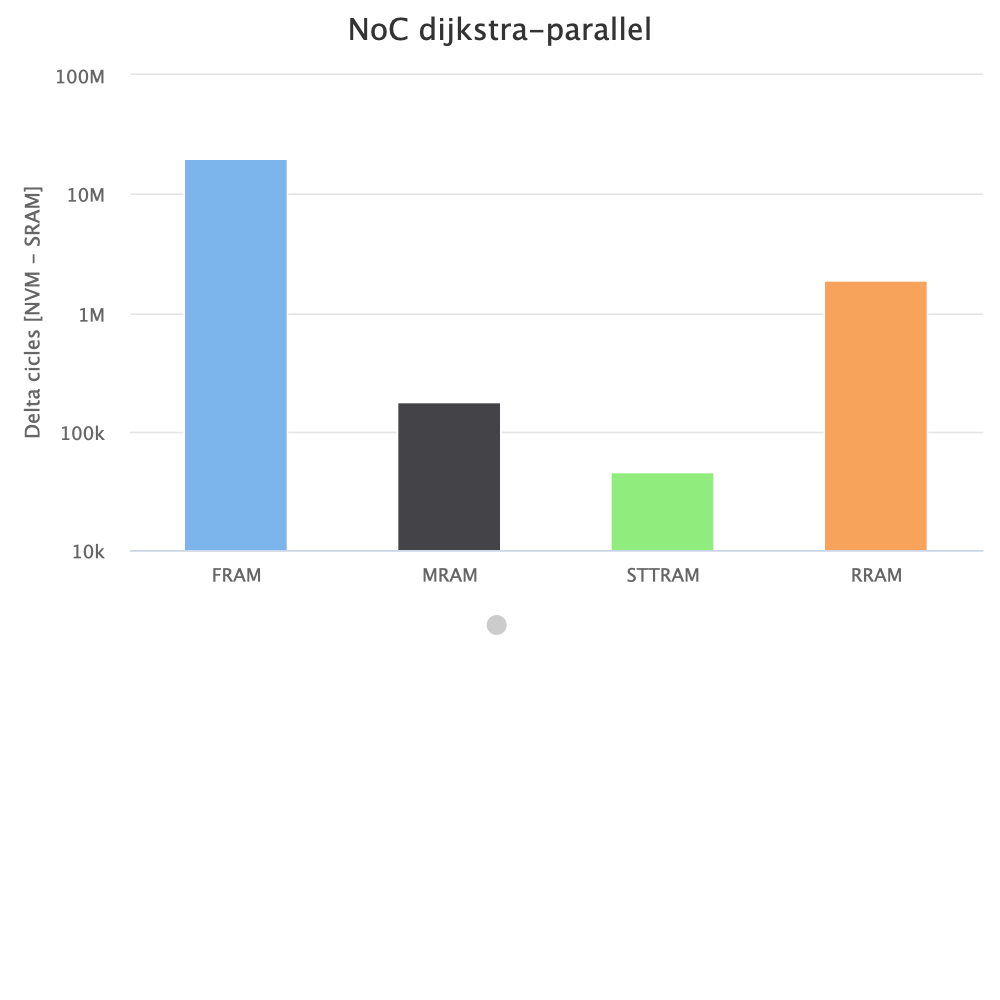 NoC dijkstra-parallel
Delta cicles [NVM - SRAM]
100M
10M
1M
100k
10k
FRAM
MRAM
STTRAM
RRAM